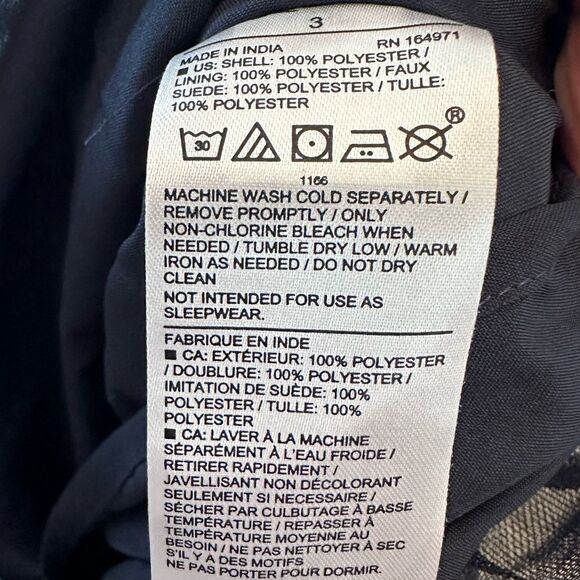 3
MADE IN INDIA RN 164971
■ US: SHELL: 100% POLYESTER /
LINING: 100% POLYESTER / FAUX
SUEDE: 100% POLYESTER / TULLE:
100% POLYESTER
30
®
1166
MACHINE WASH COLD SEPARATELY /
REMOVE PROMPTLY / ONLY
NON-CHLORINE BLEACH WHEN
NEEDED / TUMBLE DRY LOW / WARM
IRON AS NEEDED / DO NOT DRY
CLEAN
NOT INTENDED FOR USE AS
SLEEPWEAR.
FABRIQUE EN INDE
■ CA: EXTÉRIEUR: 100% POLYESTER
/ DOUBLURE: 100% POLYESTER /
IMITATION DE SUÈDE: 100%
POLYESTER / TULLE: 100%
POLYESTER
■ CA: LAVER À LA MACHINE
SÉPARÉMENT À L'EAU FROIDE /
RETIRER RAPIDEMENT /
JAVELLISANT NON DÉCOLORANT
SEULEMENT SI NECESSAIRE /
SÉCHER PAR CULBUTAGE À BASSE
TEMPÉRATURE / REPASSER À
TEMPÉRATURE MOYENNE AU
BESOIN / NE PAS NETTOYER À SEC
S'IL Y A DES MOTIFS
NE PAS PORTER POUR DORMIR.